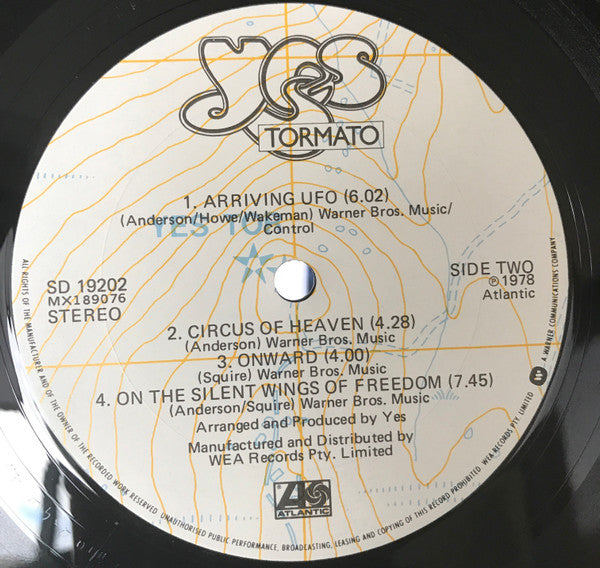 YES
TORMATO
1. ARRIVING UFO (6.02)
(Anderson/Howe/Wakeman) Warner Bros. Music/
Control
YES TO
SD 19202
MX189076
STEREO
SIDE TWO
Ⓟ1978
Atlantic
2. CIRCUS OF HEAVEN (4.28)
(Anderson) Warner Bros. Music
3. ONWARD (4.00)
(Squire) Warner Bros. Music
4. ON THE SILENT WINGS OF FREEDOM (7.45)
(Anderson/Squire) Warner Bros. Music
Arranged and Produced by Yes
Manufactured and Distributed by
WEA Records Pty. Limited
ATLANTIC
ALL RIGHTS OF THE MANUFACTURER AND OF THE OWNER OF THE RECORDED WORK RESERVED. UNAUTHORISED PUBLIC PERFORMANCE, BROADCASTING, LEASING AND COPYING OF THIS RECORD PROHIBITED. WEA RECORDS PTY. LIMITED
A WARNER COMMUNICATIONS COMPANY